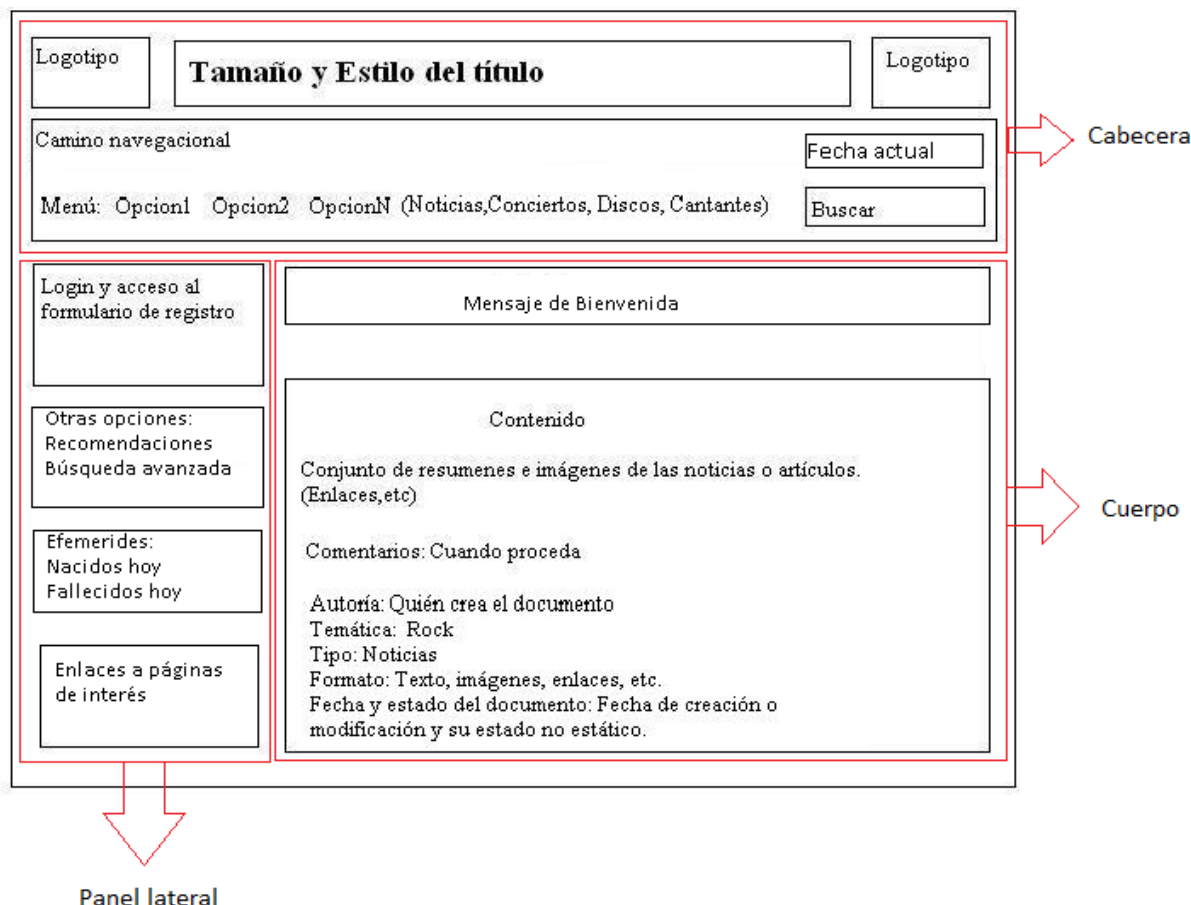 Logotipo
Tamaño y Estilo del título
Logotipo
Camino navegacional
Fecha actual
Menú: Opcion1 Opcion2 OpcionN (Noticias,Conciertos, Discos, Cantantes)
Buscar
Cabecera
Login y acceso al
formulario de registro
Otras opciones:
Recomendaciones
Búsqueda avanzada
Efemerides:
Nacidos hoy
Fallecidos hoy
Enlaces a páginas
de interés
Panel lateral
Mensaje de Bienvenida
Contenido
Conjunto de resumenes e imágenes de las noticias o artículos.
(Enlaces,etc)
Comentarios: Cuando proceda
Autoría: Quién crea el documento
Temática: Rock
Tipo: Noticias
Formato: Texto, imágenes, enlaces, etc.
Fecha y estado del documento: Fecha de creación o
modificación y su estado no estático.
Cuerpo